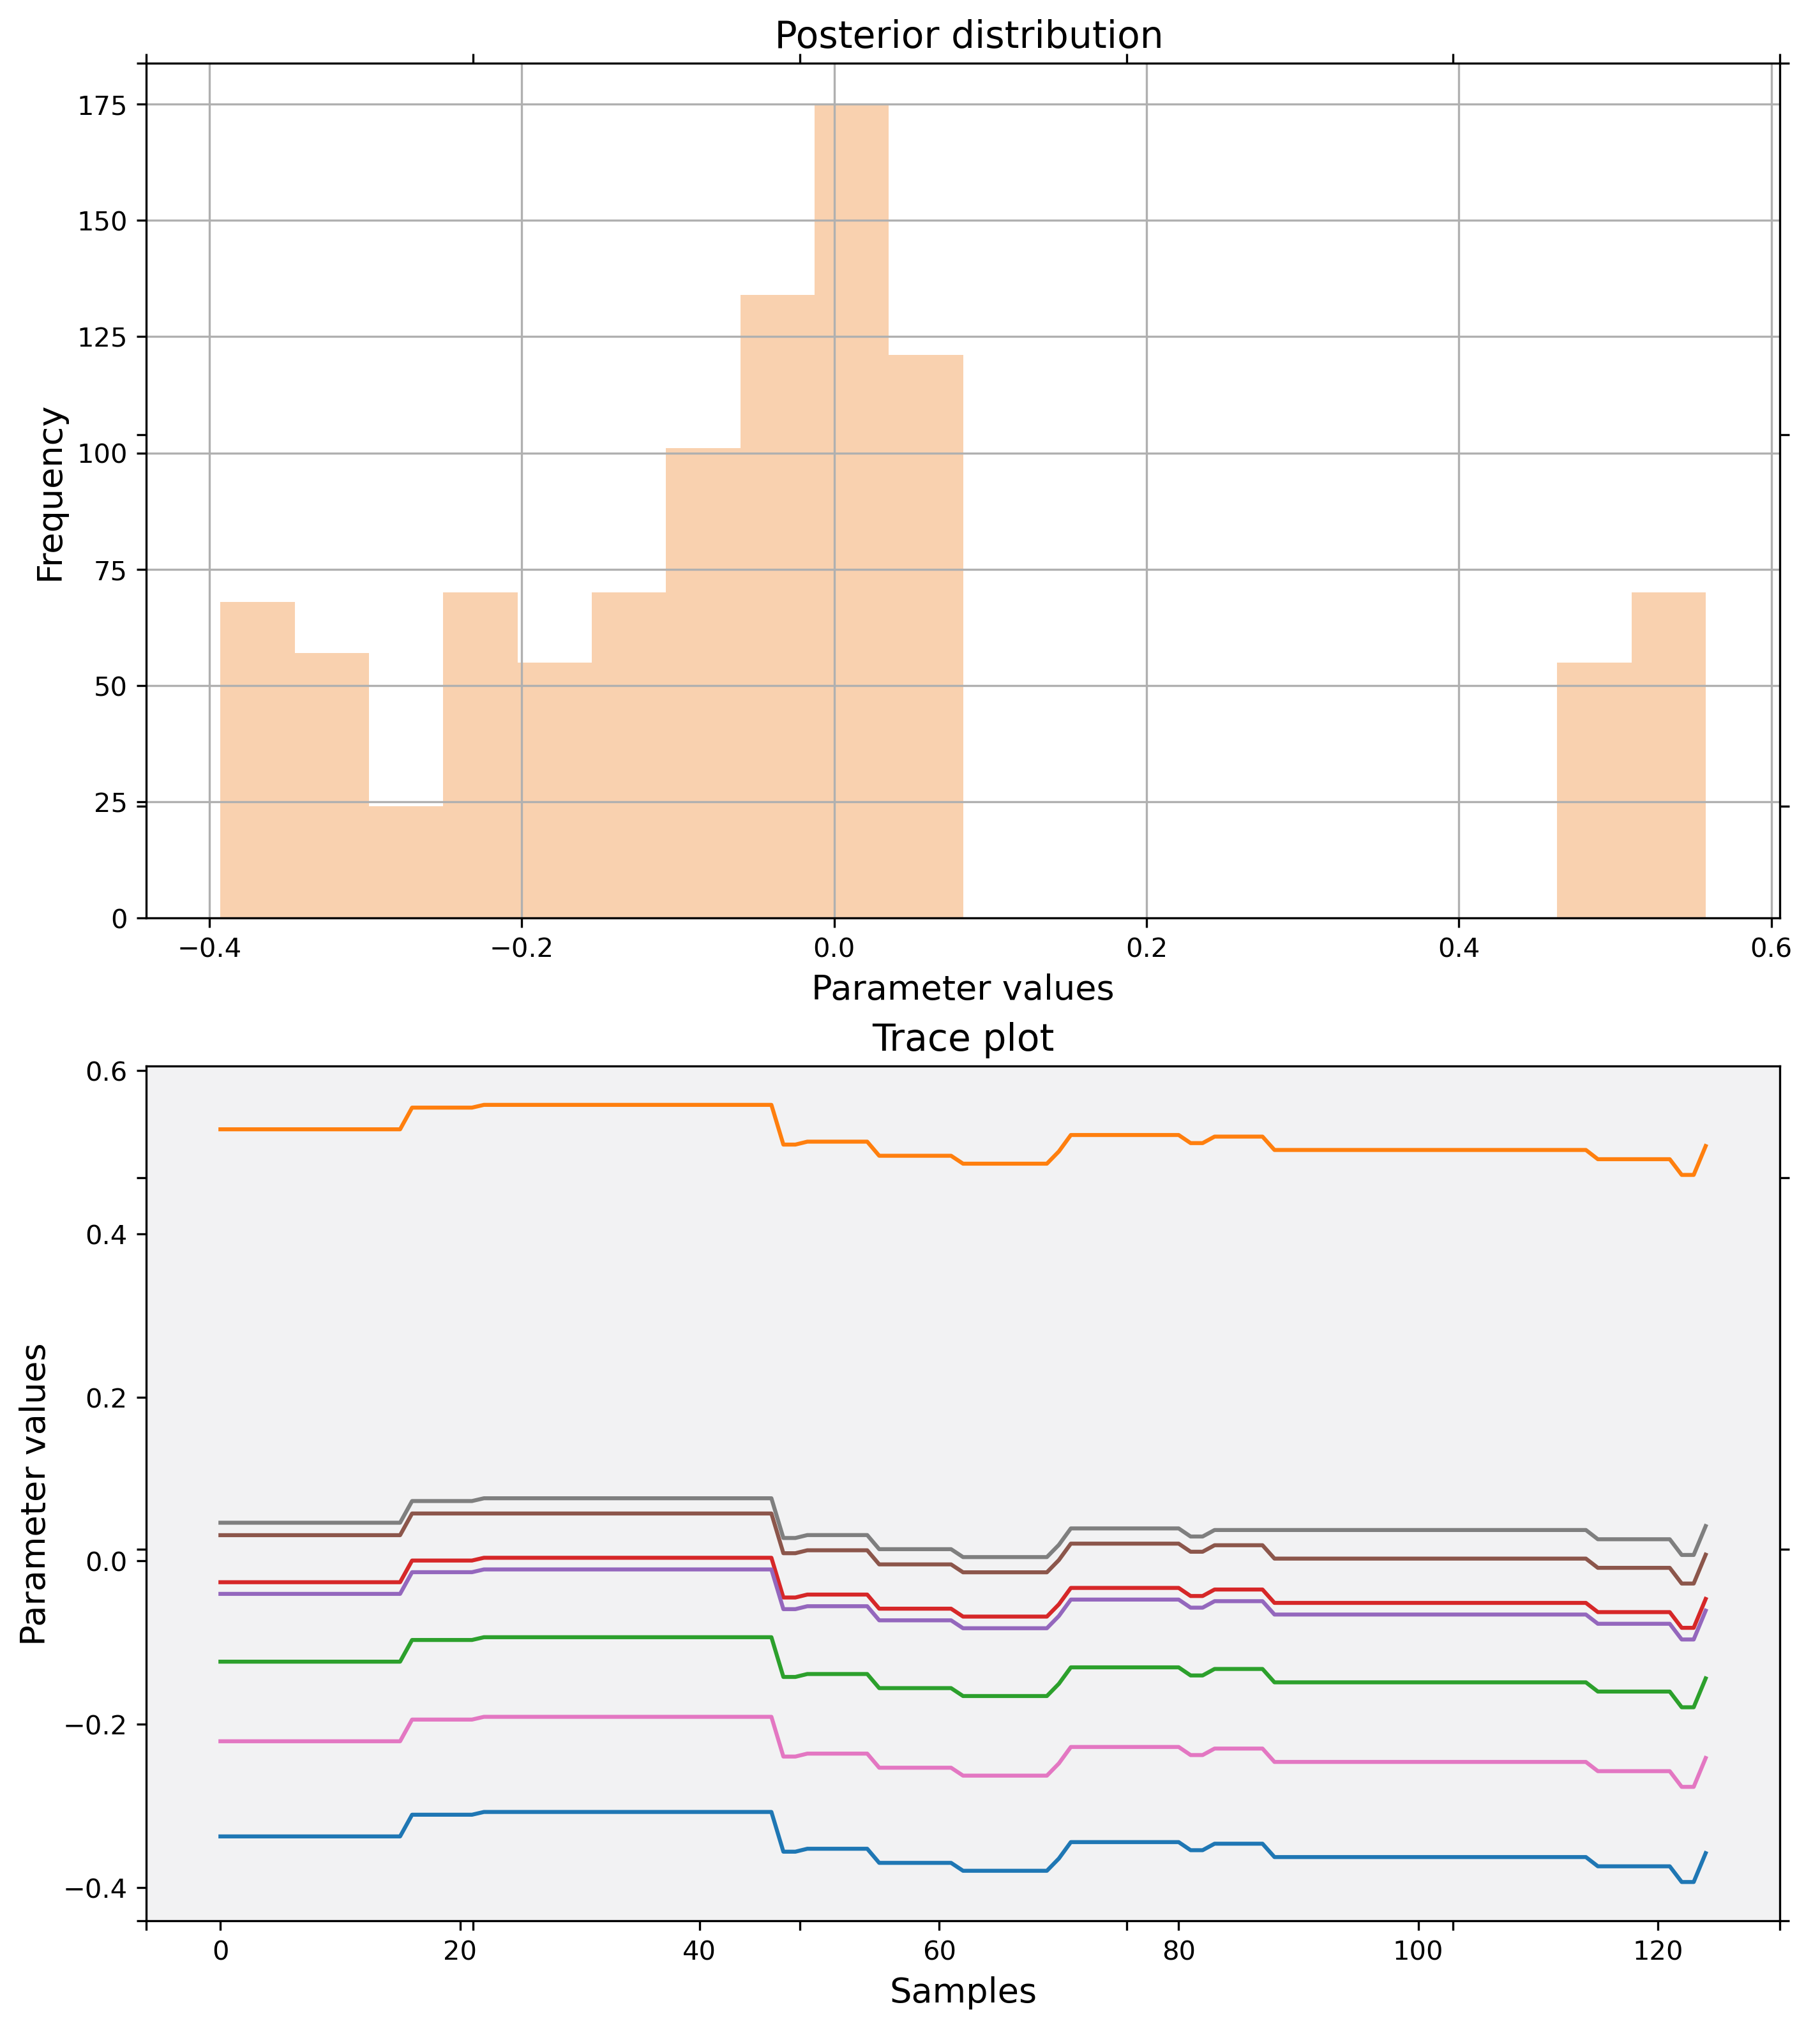 Posterior distribution
175
150
125
100
75
50
25
0
Frequency
−0.4 −0.2 0.0 0.2 0.4 0.6
Parameter values
Trace plot
0.6
0.4
0.2
0.0
−0.2
−0.4
Parameter values
0 20 40 60 80 100 120
Samples